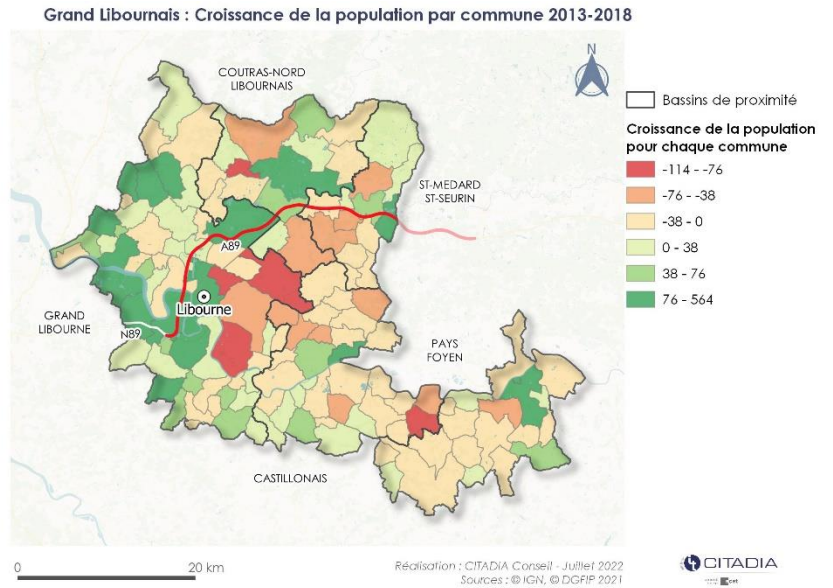 Grand Libournais : Croissance de la population par commune 2013-2018
N
COUTRAS-NORD
LIBOURNAIS
Bassins de proximité
Croissance de la population
pour chaque commune
-114 - -76
-76 - -38
-38 - 0
0 - 38
38 - 76
76 - 564
ST-MEDARD
ST-SEURIN
A89
Libourne
GRAND
LIBOURNE
N89
PAYS
FOYEN
CASTILLONAIS
0
20 km
Réalisation : CITADIA Conseil - Juillet 2022
Sources : © IGN, © DGFIP 2021
CITADIA